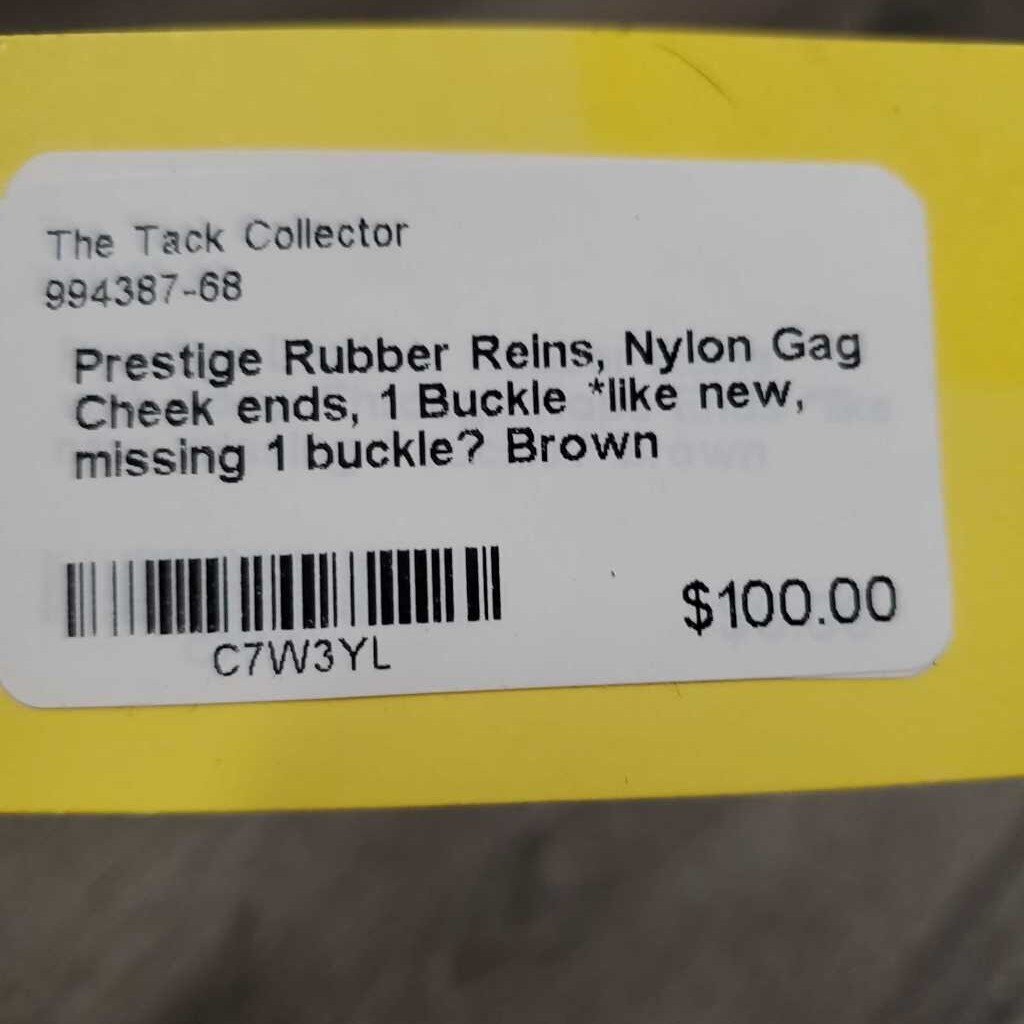 The Tack Collector
994387-68
Prestige Rubber Reins, Nylon Gag
Cheek ends, 1 Buckle *like new,
missing 1 buckle? Brown
C7W3YL
$100.00